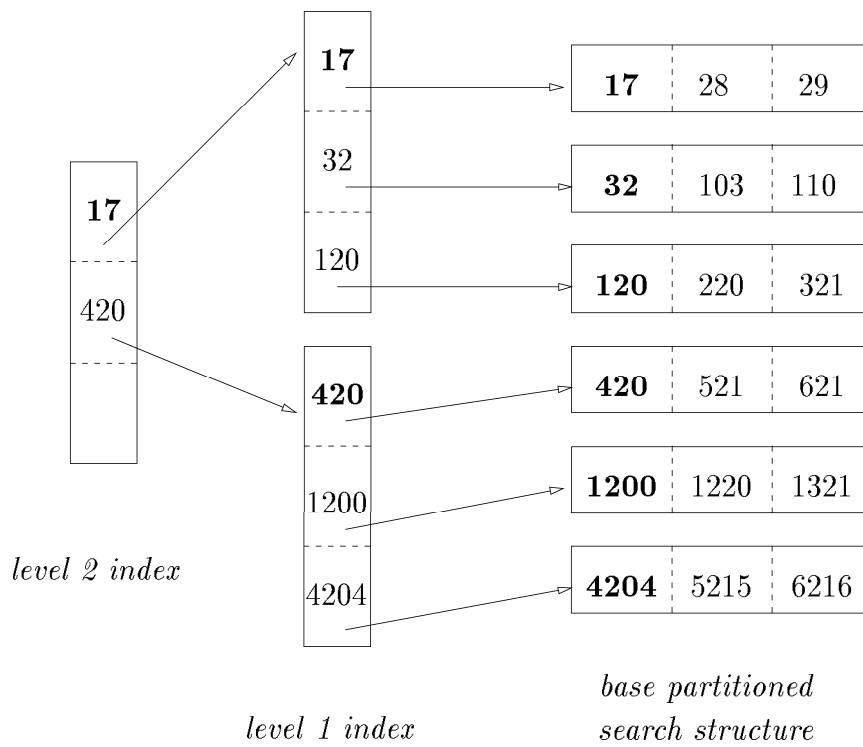 17
420
level 2 index
17
32
120
420
1200
4204
level 1 index
17 28 29
32 103 110
120 220 321
420 521 621
1200 1220 1321
4204 5215 6216
base partitioned
search structure